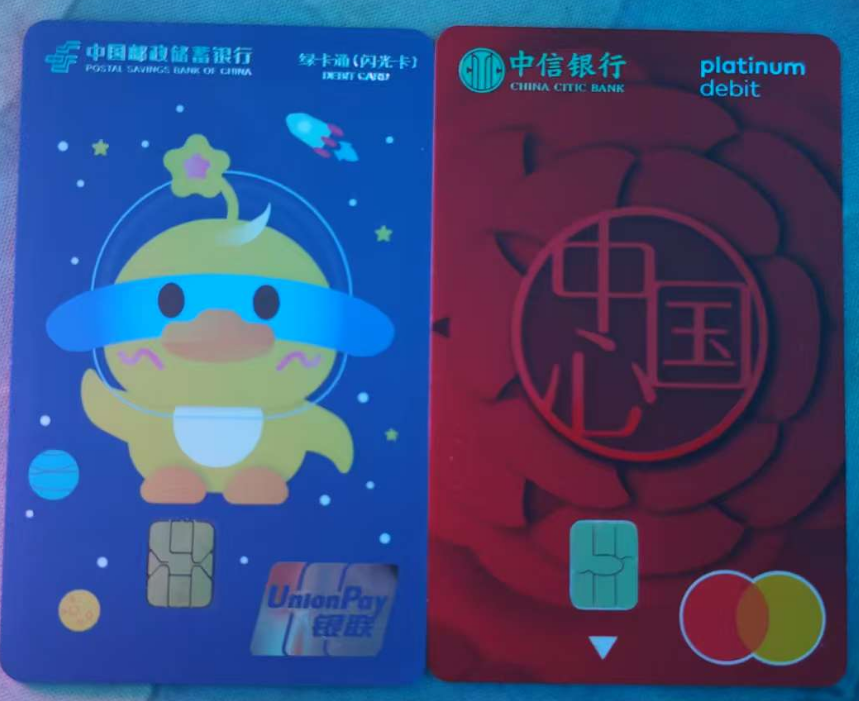 中国邮政储蓄银行
POSTAL SAVINGS BANK OF CHINA
绿卡通(闪光卡)
DEBIT CARD
UnionPay
银联
中信银行
CHINA CITIC BANK
platinum
debit
中
国
心